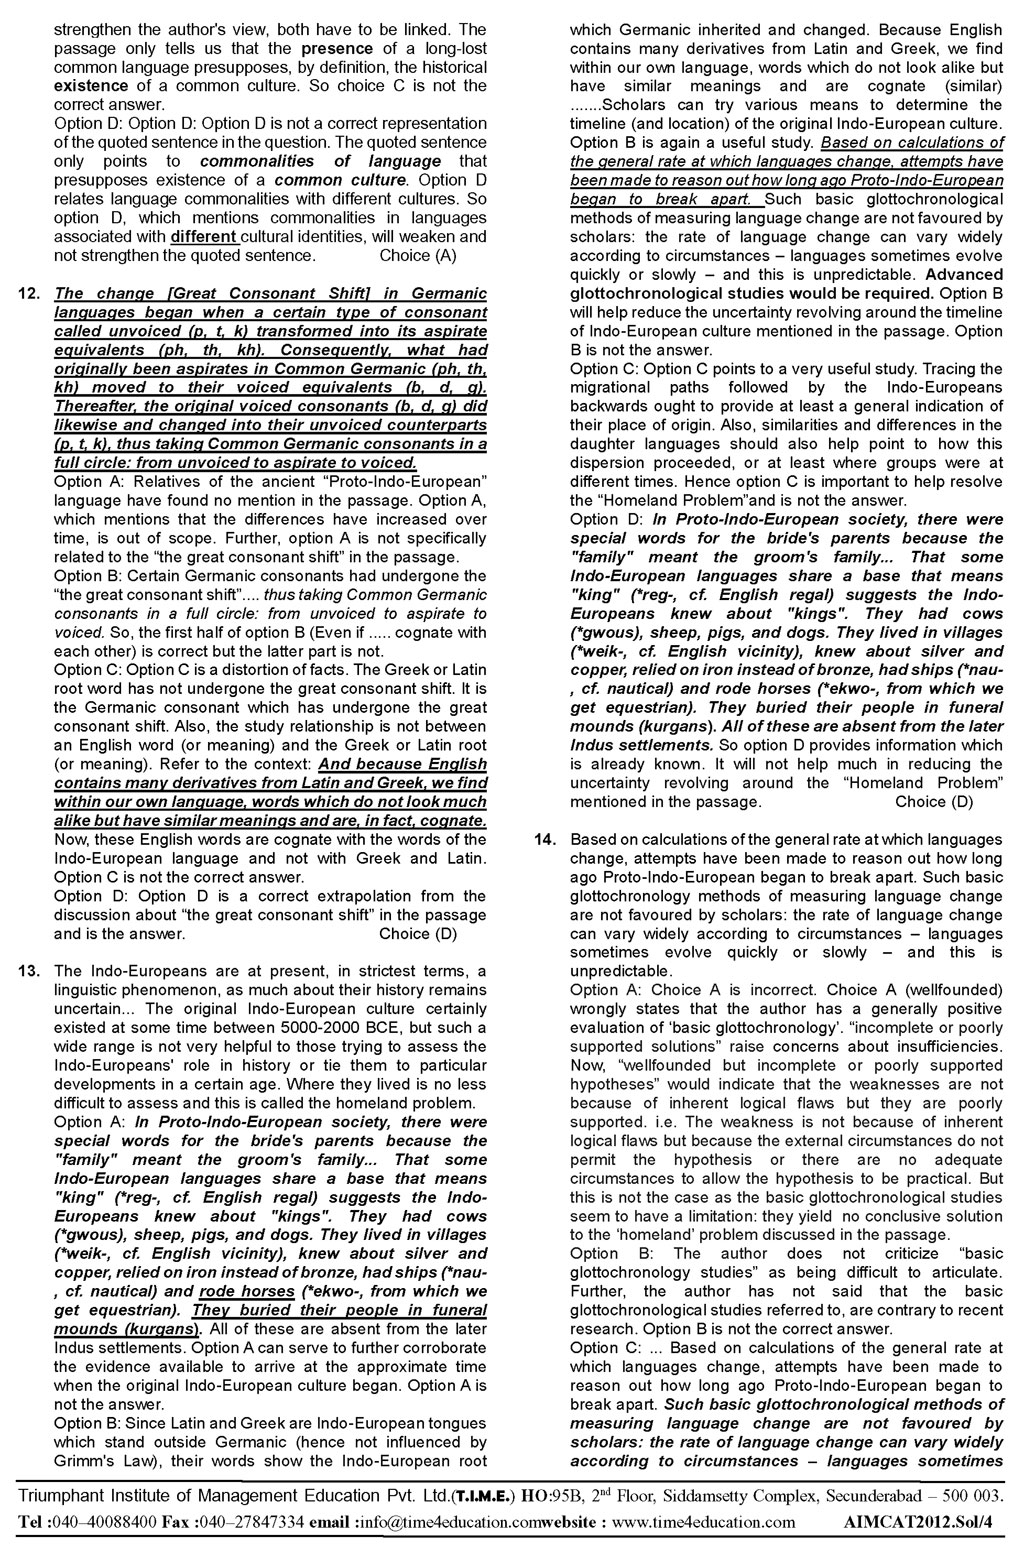 strengthen the author's view, both have to be linked. The
passage only tells us that the presence of a long-lost
common language presupposes, by definition, the historical
existence of a common culture. So choice C is not the
correct answer.
Option D: Option D: Option D is not a correct representation
of the quoted sentence in the question. The quoted sentence
only points to commonalities of language that
presupposes existence of a common culture. Option D
relates language commonalities with different cultures. So
option D, which mentions commonalities in languages
associated with different cultural identities, will weaken and
not strengthen the quoted sentence. Choice (A)
12. The change [Great Consonant Shift] in Germanic
languages began when a certain type of consonant
called unvoiced (p, t, k) transformed into its aspirate
equivalents (ph, th, kh). Consequently, what had
originally been aspirates in Common Germanic (ph, th,
kh) moved to their voiced equivalents (b, d, g).
Thereafter, the original voiced consonants (b, d, g) did
likewise and changed into their unvoiced counterparts
(p, t, k), thus taking Common Germanic consonants in a
full circle: from unvoiced to aspirate to voiced.
Option A: Relatives of the ancient “Proto-Indo-European”
language have found no mention in the passage. Option A,
which mentions that the differences have increased over
time, is out of scope. Further, option A is not specifically
related to the “the great consonant shift” in the passage.
Option B: Certain Germanic consonants had undergone the
“the great consonant shift”.... thus taking Common Germanic
consonants in a full circle: from unvoiced to aspirate to
voiced. So, the first half of option B (Even if ..... cognate with
each other) is correct but the latter part is not.
Option C: Option C is a distortion of facts. The Greek or Latin
root word has not undergone the great consonant shift. It is
the Germanic consonant which has undergone the great
consonant shift. Also, the study relationship is not between
an English word (or meaning) and the Greek or Latin root
(or meaning). Refer to the context: And because English
contains many derivatives from Latin and Greek, we find
within our own language, words which do not look much
alike but have similar meanings and are, in fact, cognate.
Now, these English words are cognate with the words of the
Indo-European language and not with Greek and Latin.
Option C is not the correct answer.
Option D: Option D is a correct extrapolation from the
discussion about “the great consonant shift” in the passage
and is the answer. Choice (D)
13. The Indo-Europeans are at present, in strictest terms, a
linguistic phenomenon, as much about their history remains
uncertain... The original Indo-European culture certainly
existed at some time between 5000-2000 BCE, but such a
wide range is not very helpful to those trying to assess the
Indo-Europeans' role in history or tie them to particular
developments in a certain age. Where they lived is no less
difficult to assess and this is called the homeland problem.
Option A: In Proto-Indo-European society, there were
special words for the bride's parents because the
"family" meant the groom's family... That some
Indo-European languages share a base that means
"king" (*reg-, cf. English regal) suggests the Indo-
Europeans knew about "kings". They had cows
(*gwous), sheep, pigs, and dogs. They lived in villages
(*weik-, cf. English vicinity), knew about silver and
copper, relied on iron instead of bronze, had ships (*nau-
, cf. nautical) and rode horses (*ekwo-, from which we
get equestrian). They buried their people in funeral
mounds (kurgans). All of these are absent from the later
Indus settlements. Option A can serve to further corroborate
the evidence available to arrive at the approximate time
when the original Indo-European culture began. Option A is
not the answer.
Option B: Since Latin and Greek are Indo-European tongues
which stand outside Germanic (hence not influenced by
Grimm's Law), their words show the Indo-European root
which Germanic inherited and changed. Because English
contains many derivatives from Latin and Greek, we find
within our own language, words which do not look alike but
have similar meanings and are cognate (similar)
.......Scholars can try various means to determine the
timeline (and location) of the original Indo-European culture.
Option B is again a useful study. Based on calculations of
the general rate at which languages change, attempts have
been made to reason out how long ago Proto-Indo-European
began to break apart. Such basic glottochronological
methods of measuring language change are not favoured by
scholars: the rate of language change can vary widely
according to circumstances – languages sometimes evolve
quickly or slowly – and this is unpredictable. Advanced
glottochronological studies would be required. Option B
will help reduce the uncertainty revolving around the timeline
of Indo-European culture mentioned in the passage. Option
B is not the answer.
Option C: Option C points to a very useful study. Tracing the
migrational paths followed by the Indo-Europeans
backwards ought to provide at least a general indication of
their place of origin. Also, similarities and differences in the
daughter languages should also help point to how this
dispersion proceeded, or at least where groups were at
different times. Hence option C is important to help resolve
the “Homeland Problem”and is not the answer.
Option D: In Proto-Indo-European society, there were
special words for the bride's parents because the
"family" meant the groom's family... That some
Indo-European languages share a base that means
"king" (*reg-, cf. English regal) suggests the Indo-
Europeans knew about "kings". They had cows
(*gwous), sheep, pigs, and dogs. They lived in villages
(*weik-, cf. English vicinity), knew about silver and
copper, relied on iron instead of bronze, had ships (*nau-
, cf. nautical) and rode horses (*ekwo-, from which we
get equestrian). They buried their people in funeral
mounds (kurgans). All of these are absent from the later
Indus settlements. So option D provides information which
is already known. It will not help much in reducing the
uncertainty revolving around the “Homeland Problem”
mentioned in the passage. Choice (D)
14. Based on calculations of the general rate at which languages
change, attempts have been made to reason out how long
ago Proto-Indo-European began to break apart. Such basic
glottochronology methods of measuring language change
are not favoured by scholars: the rate of language change
can vary widely according to circumstances – languages
sometimes evolve quickly or slowly – and this is
unpredictable.
Option A: Choice A is incorrect. Choice A (wellfounded)
wrongly states that the author has a generally positive
evaluation of ‘basic glottochronology’. “incomplete or poorly
supported solutions” raise concerns about insufficiencies.
Now, “wellfounded but incomplete or poorly supported
hypotheses” would indicate that the weaknesses are not
because of inherent logical flaws but they are poorly
supported. i.e. The weakness is not because of inherent
logical flaws but because the external circumstances do not
permit the hypothesis or there are no adequate
circumstances to allow the hypothesis to be practical. But
this is not the case as the basic glottochronological studies
seem to have a limitation: they yield no conclusive solution
to the ‘homeland’ problem discussed in the passage.
Option B: The author does not criticize “basic
glottochronology studies” as being difficult to articulate.
Further, the author has not said that the basic
glottochronological studies referred to, are contrary to recent
research. Option B is not the correct answer.
Option C: ... Based on calculations of the general rate at
which languages change, attempts have been made to
reason out how long ago Proto-Indo-European began to
break apart. Such basic glottochronological methods of
measuring language change are not favoured by
scholars: the rate of language change can vary widely
according to circumstances – languages sometimes
Triumphant Institute of Management Education Pvt. Ltd.(T.I.M.E.) HO:95B, 2nd Floor, Siddamsetty Complex, Secunderabad – 500 003.
Tel :040–40088400 Fax :040–27847334 email :info@time4education.comwebsite : www.time4education.com AIMCAT2012.Sol/4